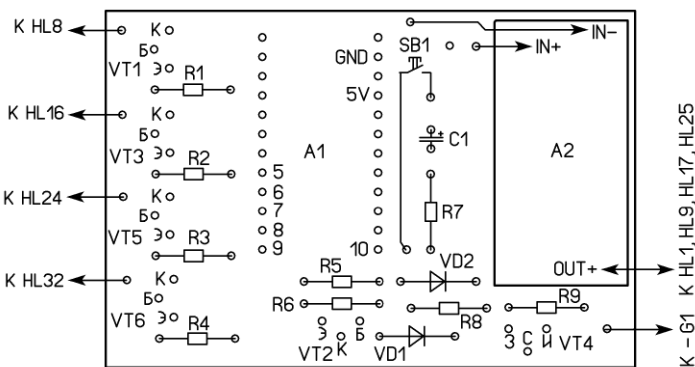 К HL8
К
Б
Э
VT1
R1
К HL16
К
Б
Э
VT3
R2
К HL24
К
Б
Э
VT5
R3
К HL32
К
Б
Э
VT6
R4
GND
5V
A1
5
6
7
8
9
10
SB1
C1
+
R7
IN-
IN+
A2
OUT+
R5
R6
VD2
R8
R9
Э
К
Б
VT2
VD1
З
С
И
VT4
К HL1, HL9, HL17, HL25
К – G1